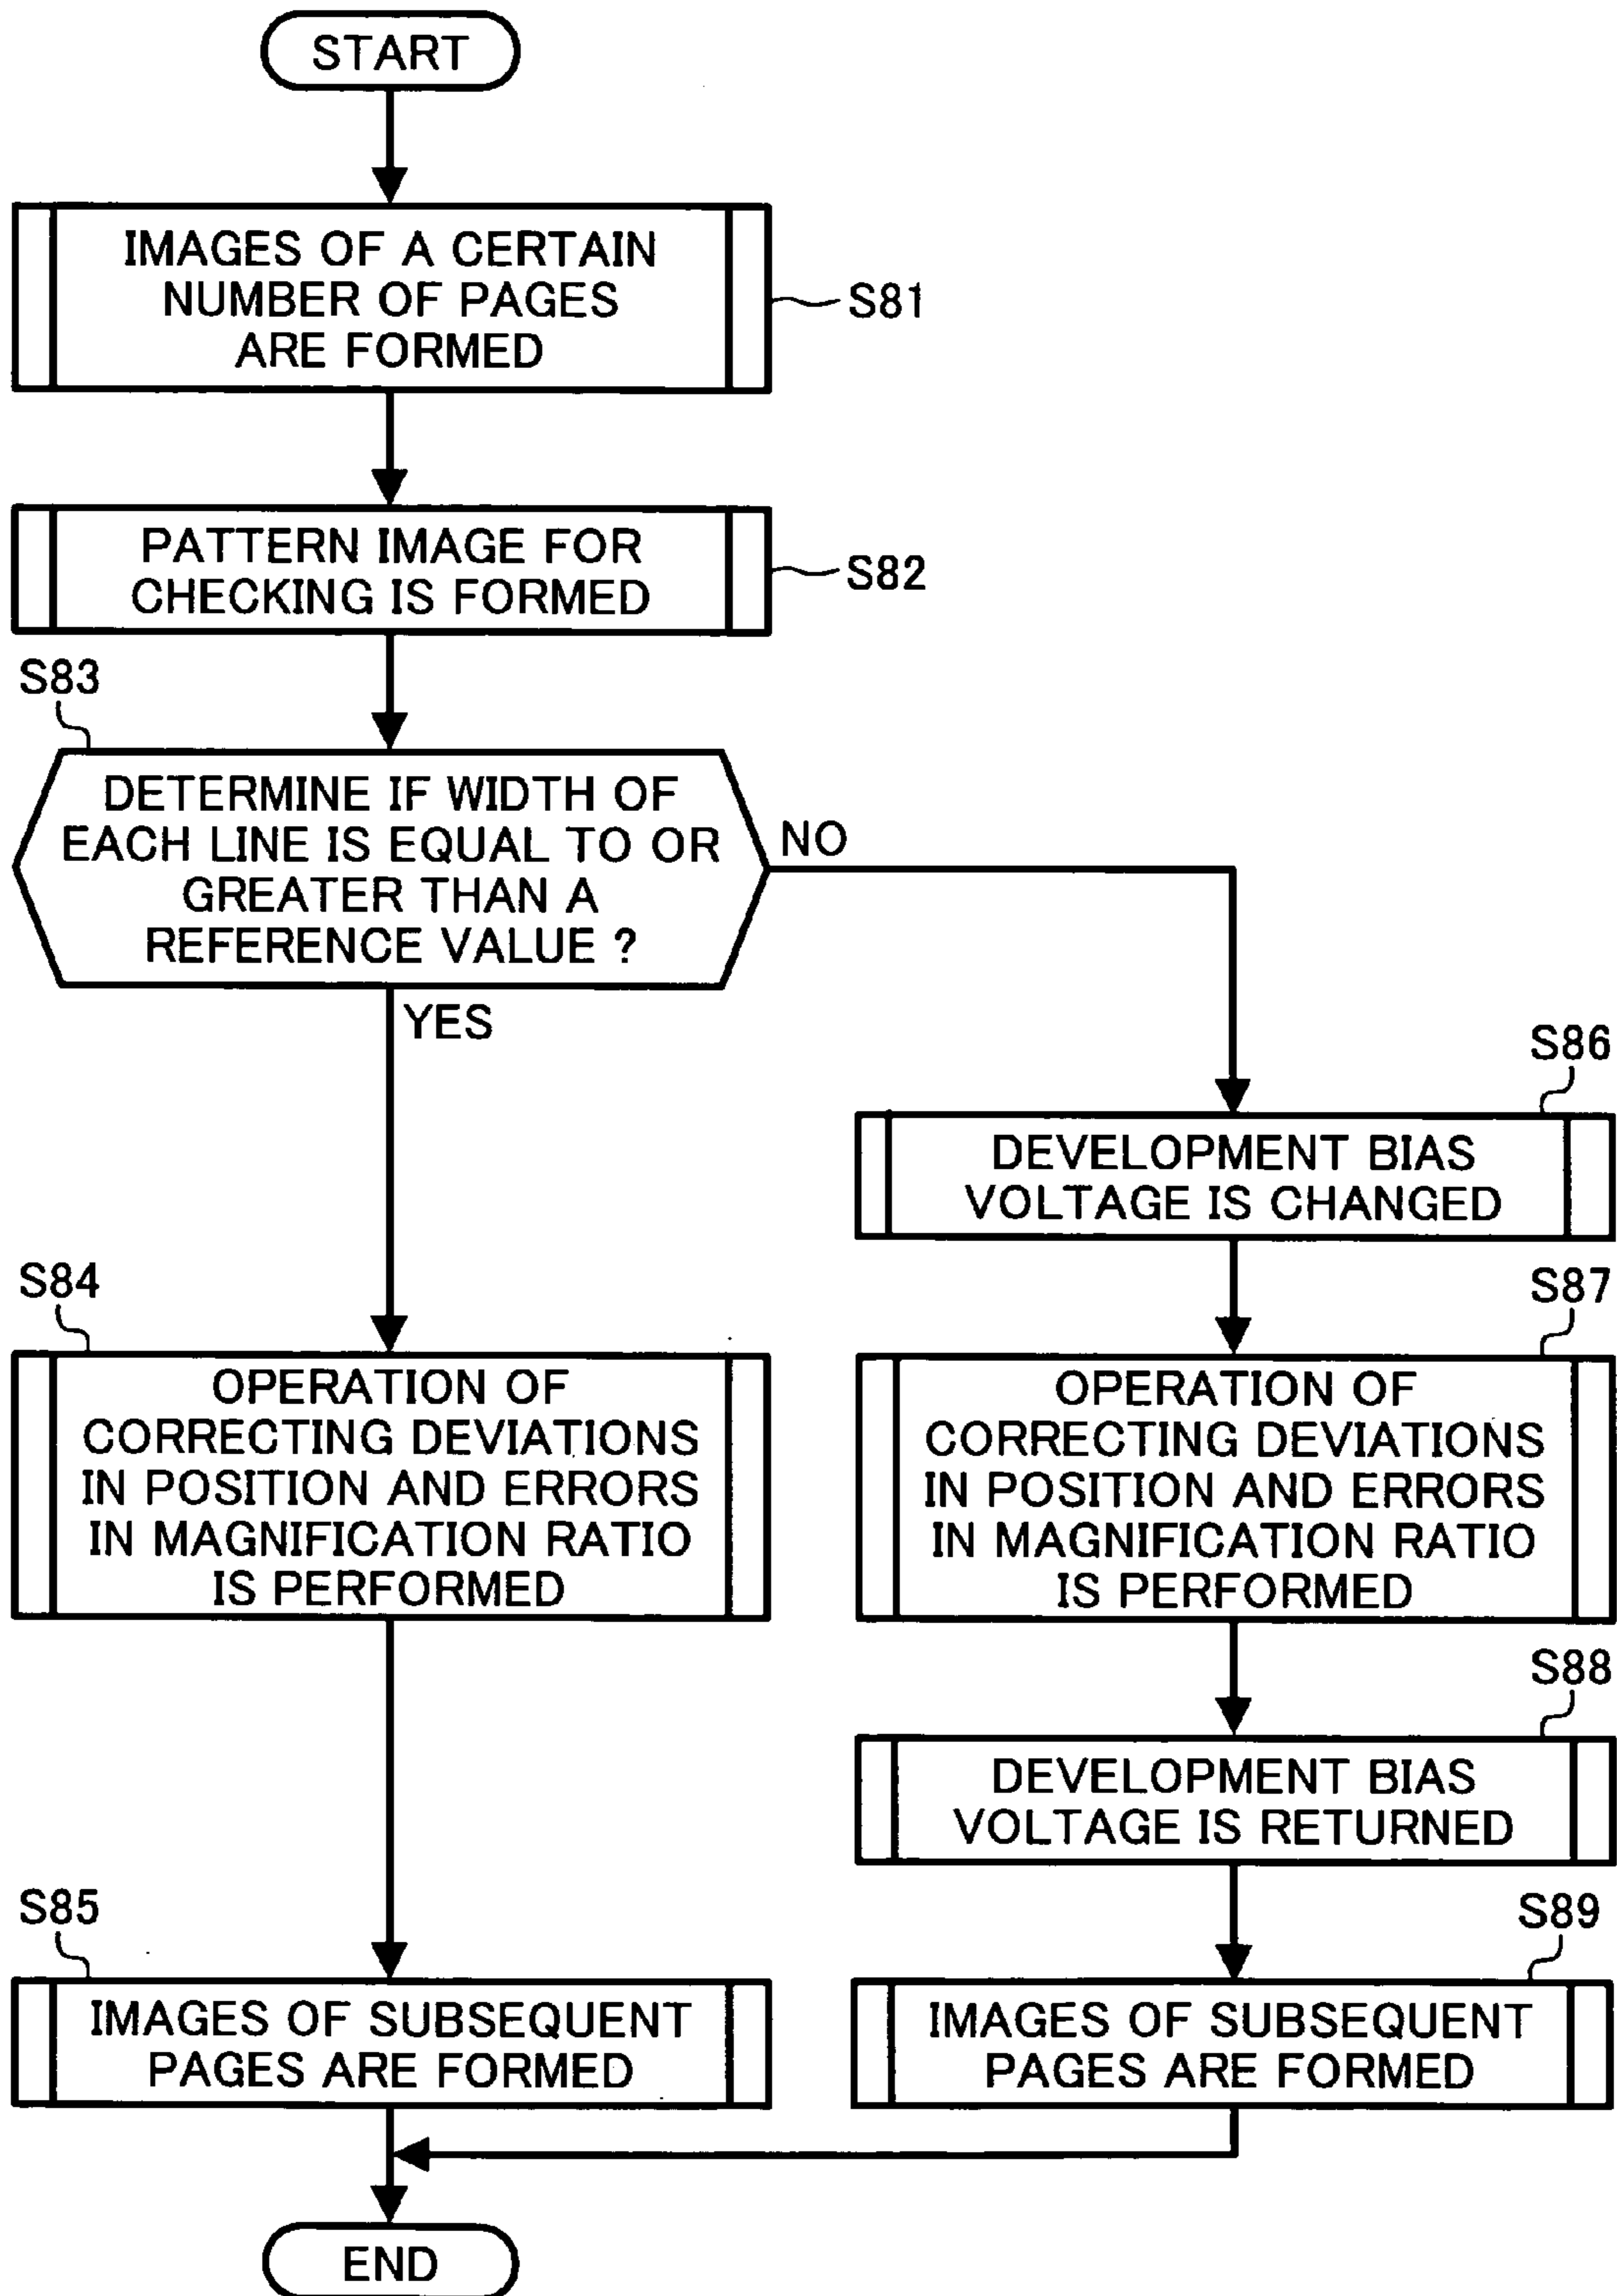 START
IMAGES OF A CERTAIN
NUMBER OF PAGES
ARE FORMED
S81
PATTERN IMAGE FOR
CHECKING IS FORMED
S82
S83
DETERMINE IF WIDTH OF
EACH LINE IS EQUAL TO OR
GREATER THAN A
REFERENCE VALUE ?
NO
YES
S86
DEVELOPMENT BIAS
VOLTAGE IS CHANGED
S84
OPERATION OF
CORRECTING DEVIATIONS
IN POSITION AND ERRORS
IN MAGNIFICATION RATIO
IS PERFORMED
S87
OPERATION OF
CORRECTING DEVIATIONS
IN POSITION AND ERRORS
IN MAGNIFICATION RATIO
IS PERFORMED
S88
DEVELOPMENT BIAS
VOLTAGE IS RETURNED
S85
IMAGES OF SUBSEQUENT
PAGES ARE FORMED
S89
IMAGES OF SUBSEQUENT
PAGES ARE FORMED
END